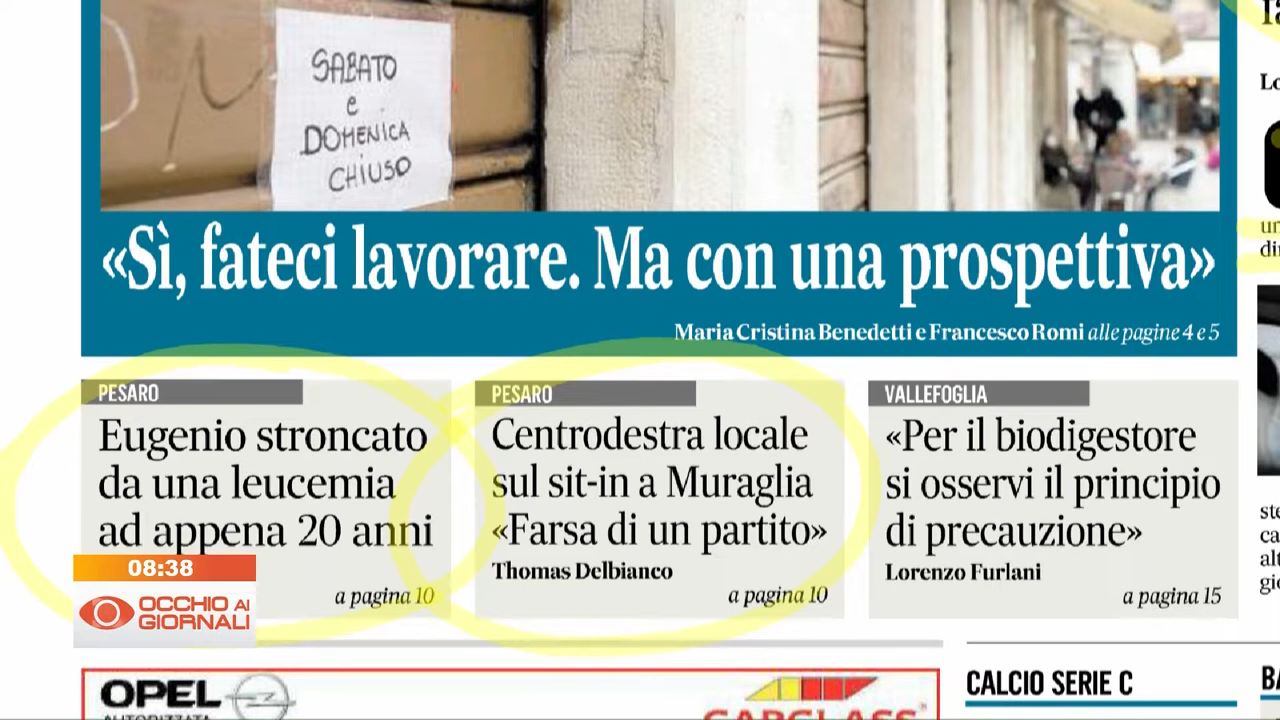 SABATO
e
DOMENICA
CHIUSO
«Sì, fateci lavorare. Ma con una prospettiva»
Maria Cristina Benedetti e Francesco Romi alle pagine 4 e 5
PESARO
Eugenio stroncato
da una leucemia
ad appena 20 anni
a pagina 10
PESARO
Centrodestra locale
sul sit-in a Muraglia
«Farsa di un partito»
Thomas Delbianco
a pagina 10
VALLEFOGLIA
«Per il biodigestore
si osservi il principio
di precauzione»
Lorenzo Furlani
a pagina 15
08:38
OCCHIO AI
GIORNALI
OPEL
CALCIO SERIE C